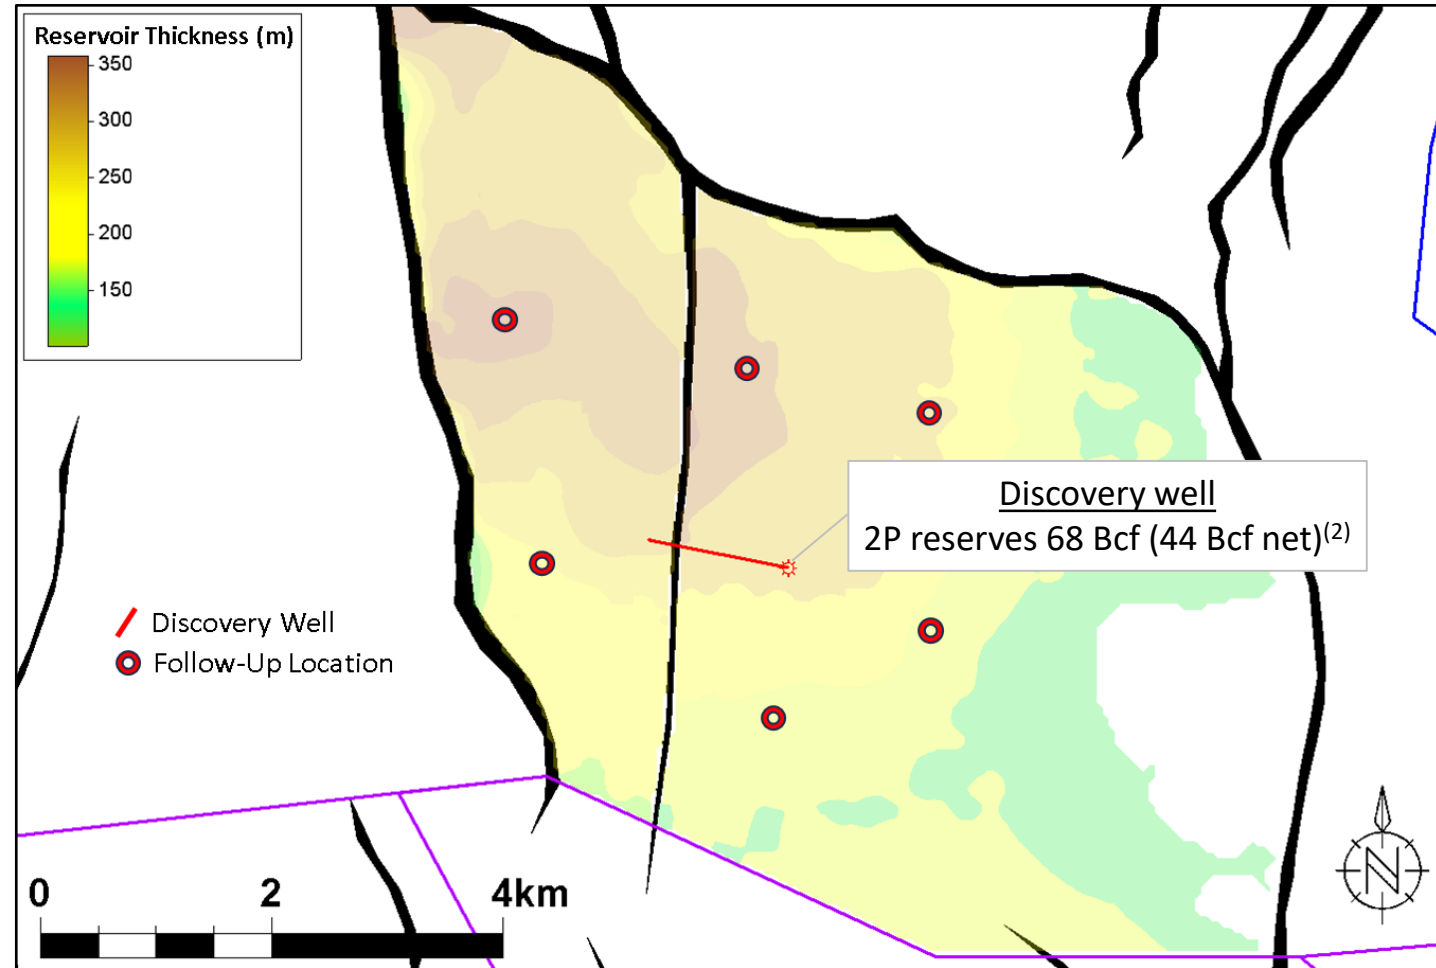 Reservoir Thickness (m)
350
300
250
200
150
Discovery well
2P reserves 68 Bcf (44 Bcf net)(2)
Discovery Well
Follow-Up Location
0 2 4km
N